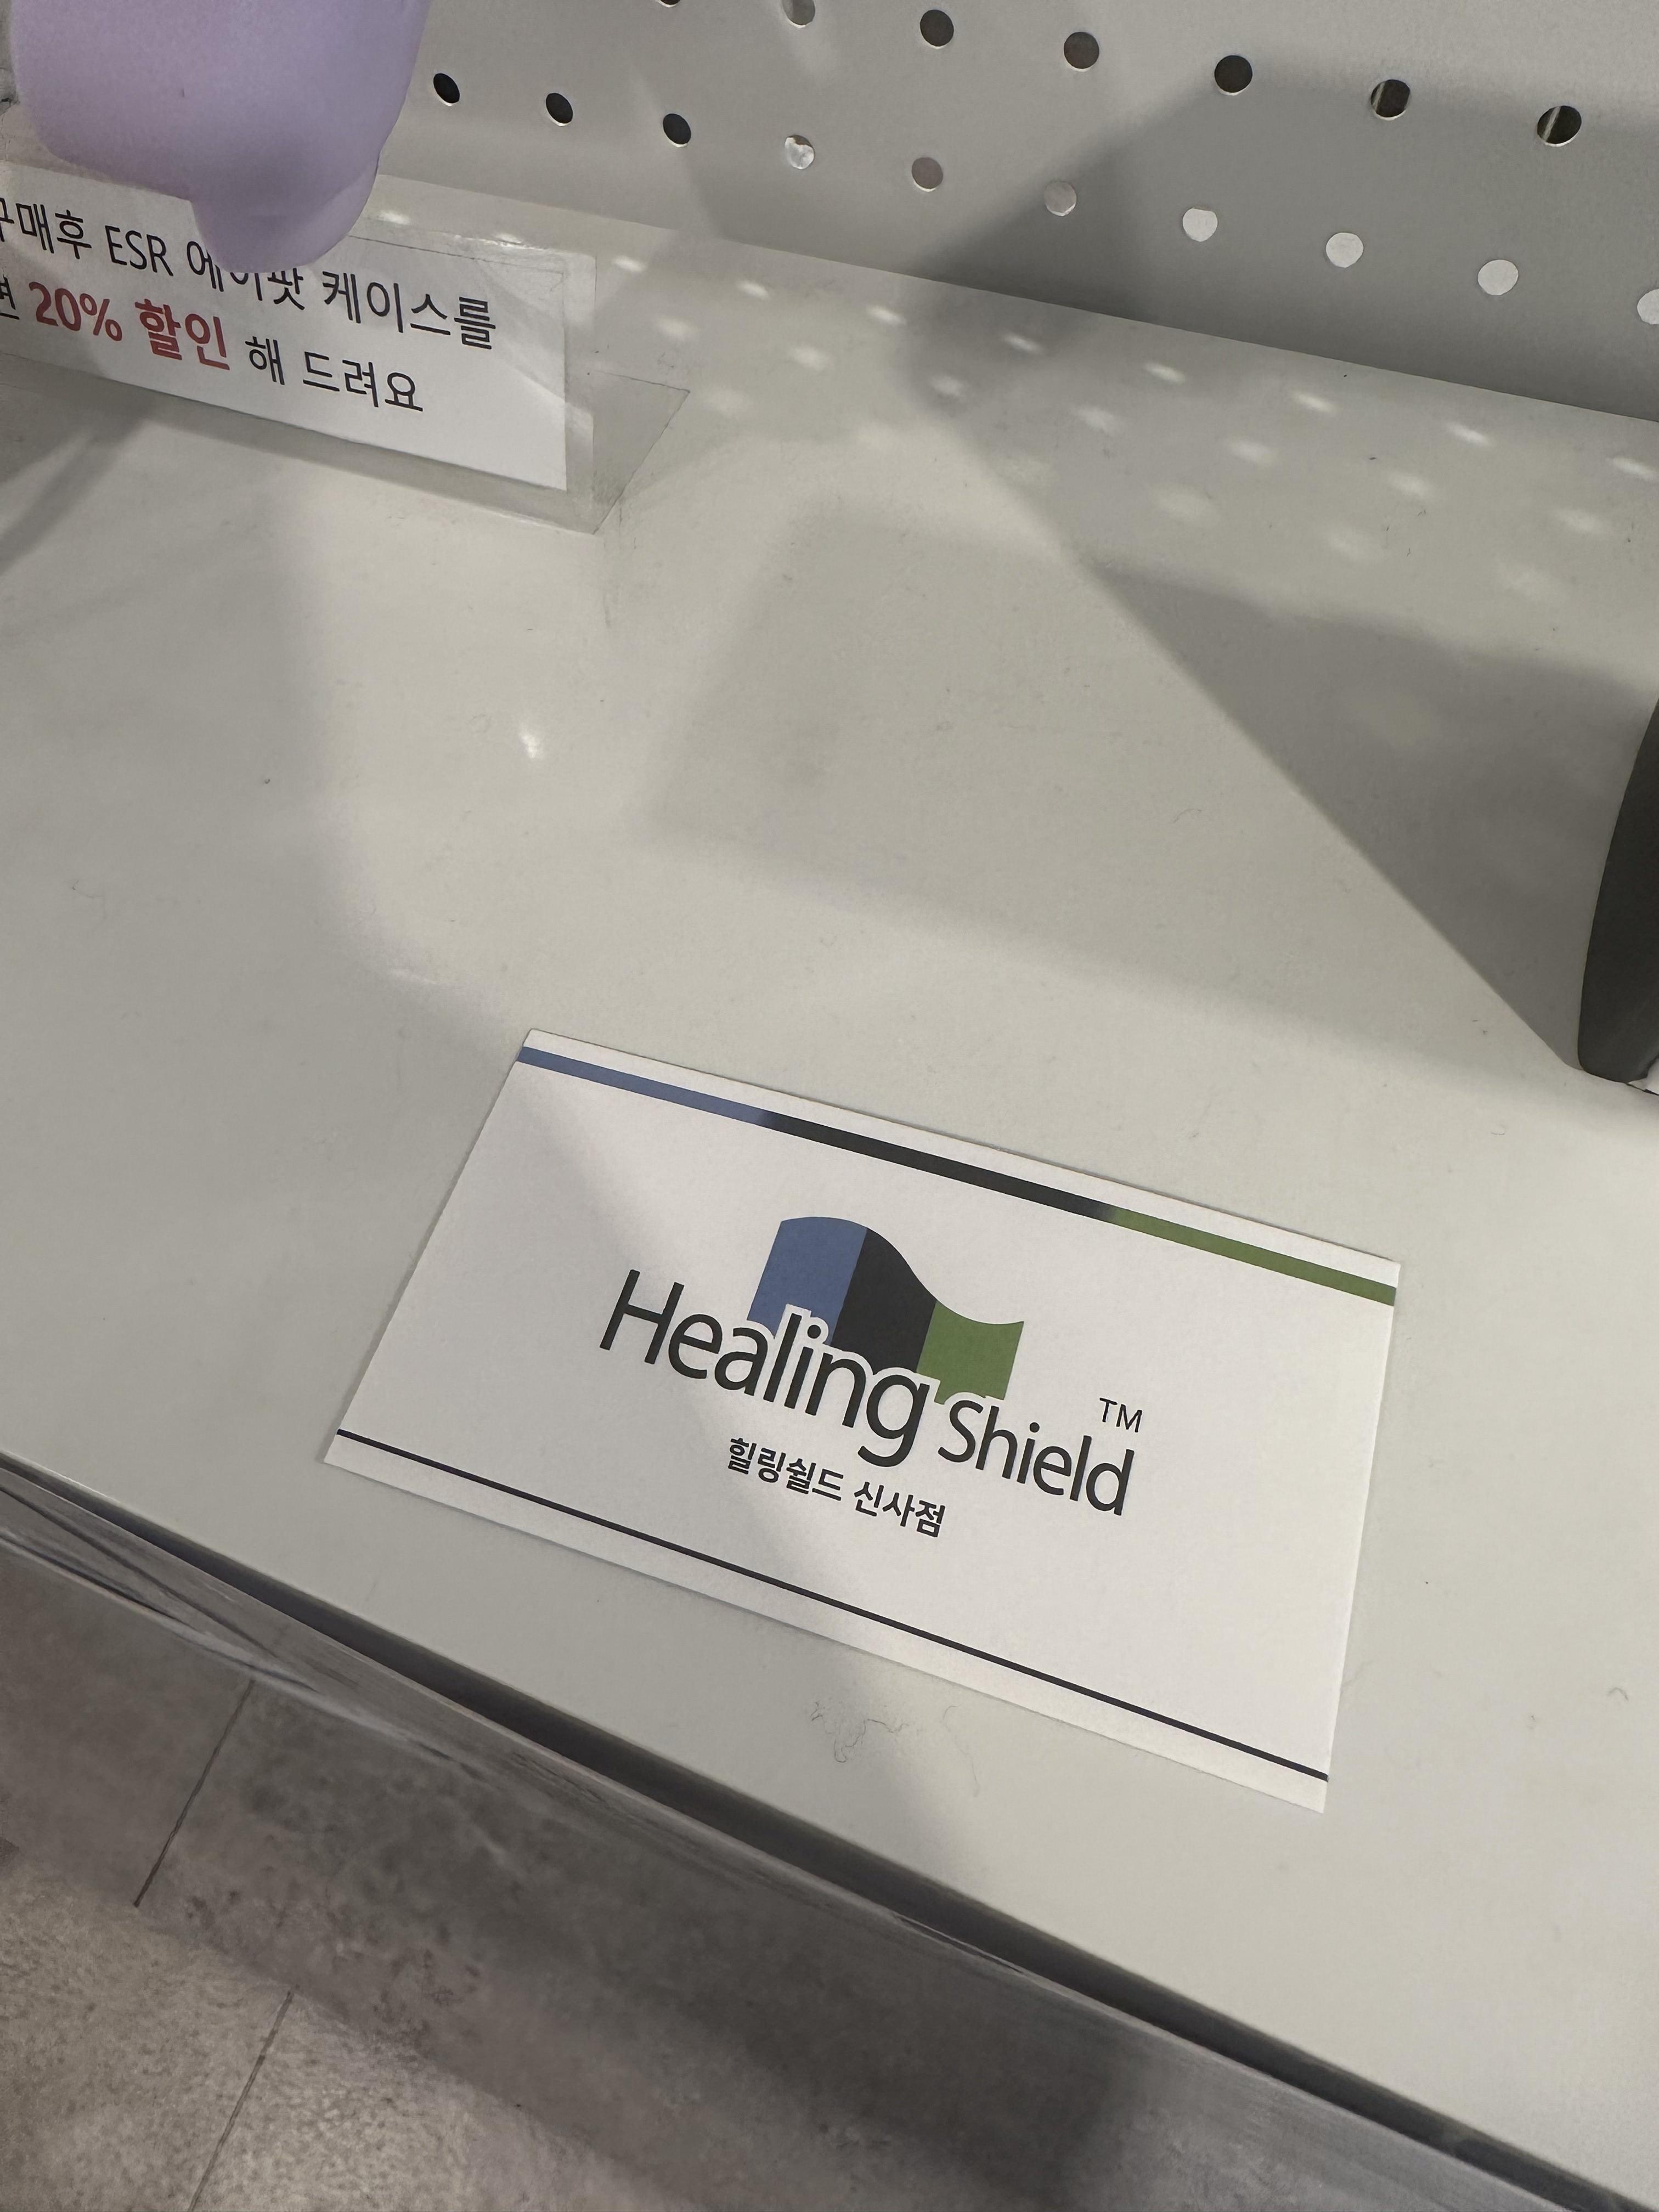 구매후 ESR 에어팟 케이스를
면 20% 할인 해 드려요
Healing Shield TM
힐링쉴드 신사점